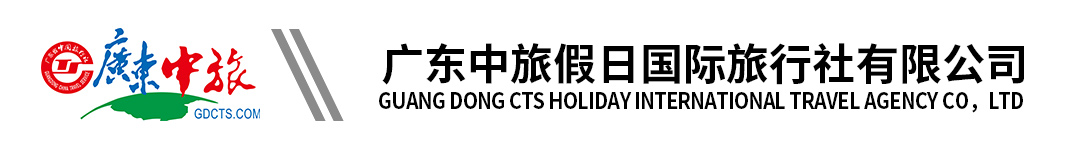 廣東中旅
GDCTS.COM
广东中旅假日国际旅行社有限公司
GUANG DONG CTS HOLIDAY INTERNATIONAL TRAVEL AGENCY CO，LTD